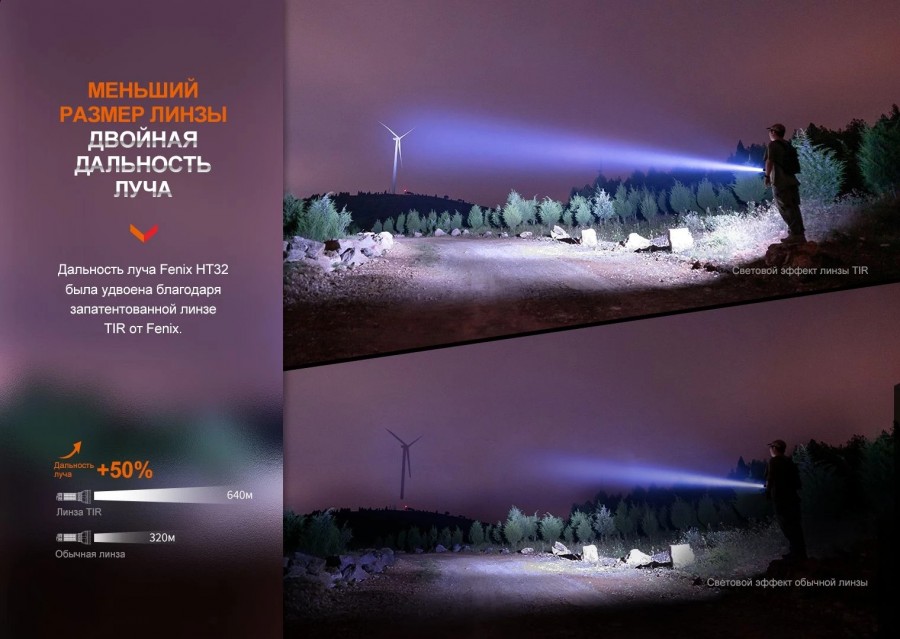 МЕНЬШИЙ
РАЗМЕР ЛИНЗЫ
ДВОЙНАЯ
ДАЛЬНОСТЬ
ЛУЧА
Дальность луча Fenix HT32
была удвоена благодаря
запатентованной линзе
TIR от Fenix.
Дальность
луча +50%
640м
Линза TIR
320м
Обычная линза
Световой эффект линзы TIR
Световой эффект обычной линзы